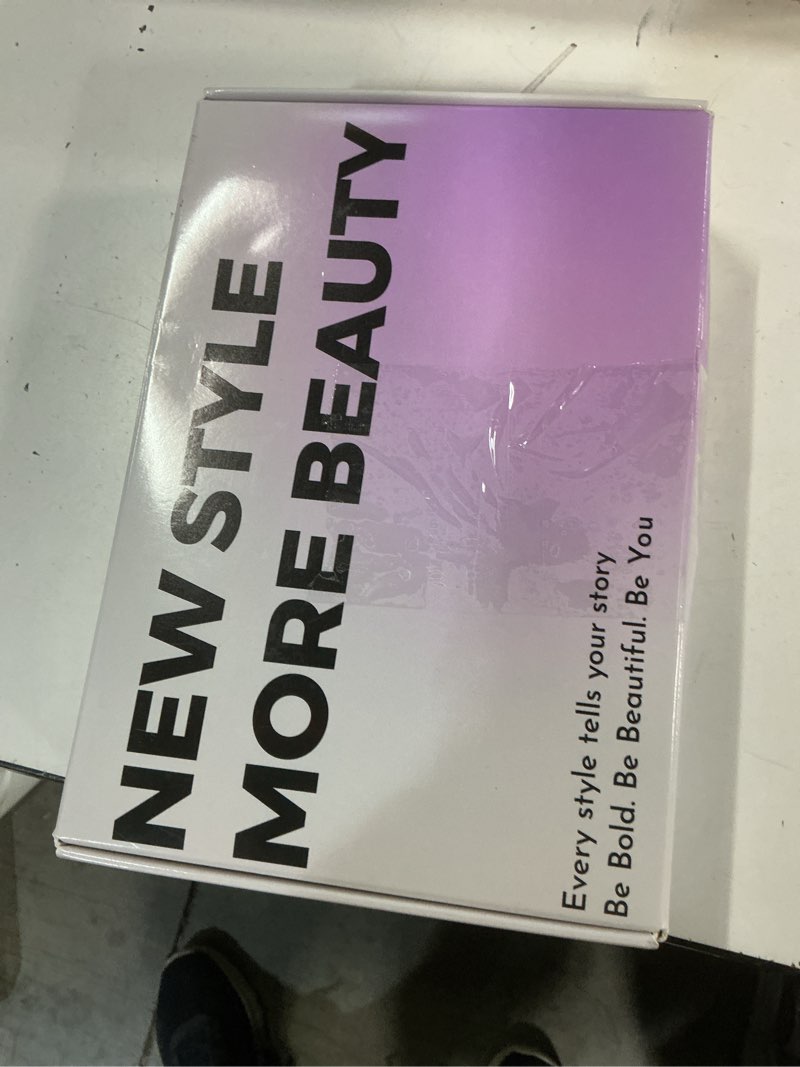 NEW STYLE
MORE BEAUTY
Every style tells your story
Be Bold. Be Beautiful. Be You